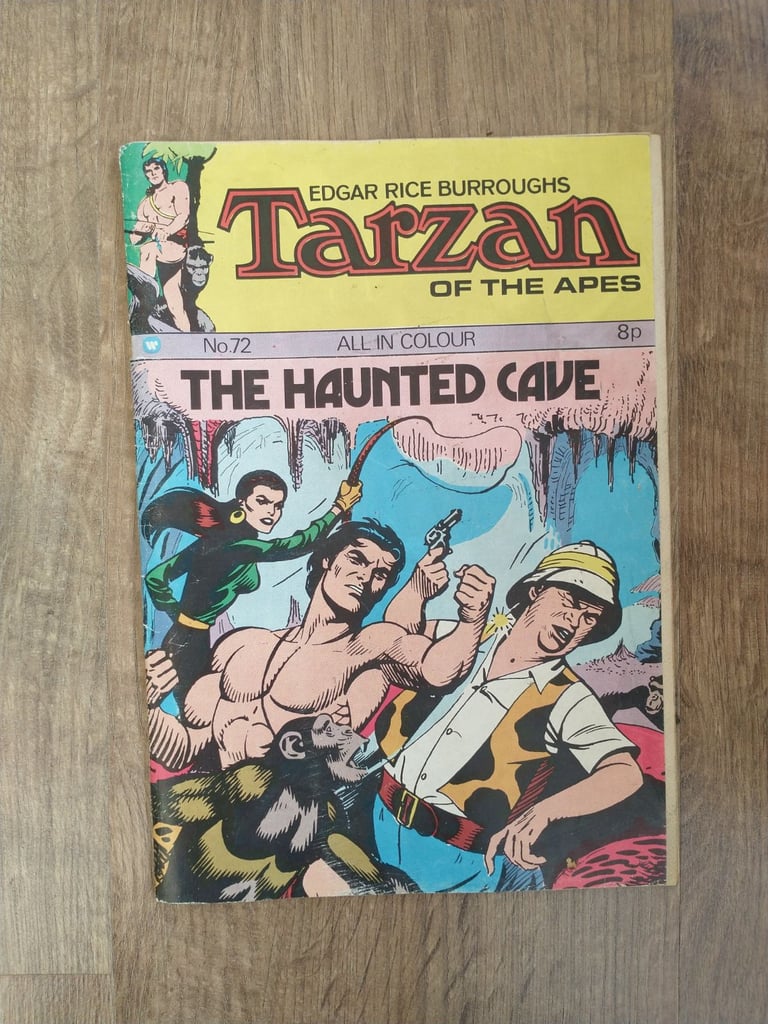 EDGAR RICE BURROUGHS
Tarzan
OF THE APES
W No.72 ALL IN COLOUR 8p
THE HAUNTED CAVE